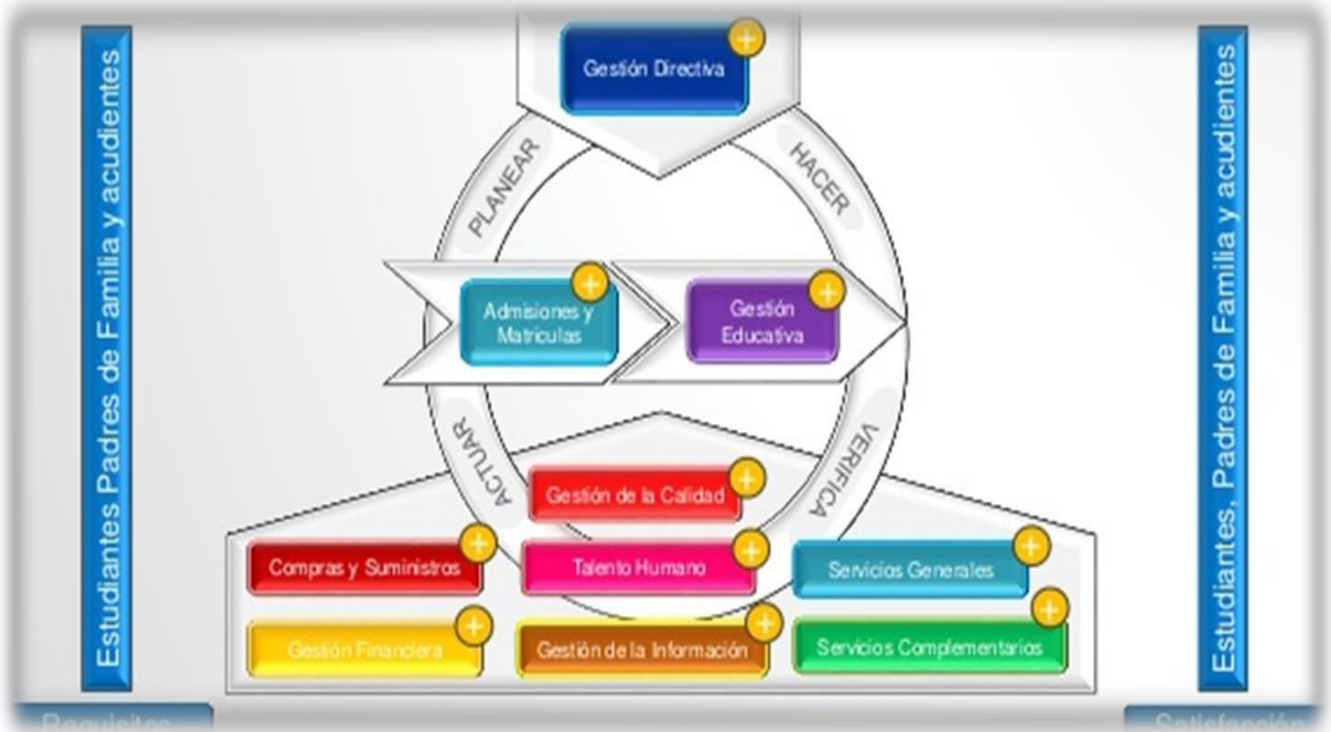 Estudiantes Padres de Familia y acudientes
Gestión Directiva
PLANEAR
HACER
Admisiones y
Matrículas
Gestión
Educativa
ACTUAR
VERIFICA
Gestión de la Calidad
Compras y Suministros
Talento Humano
Servicios Generales
Gestión Financiera
Gestión de la Información
Servicios Complementarios
Estudiantes, Padres de Familia y acudientes
Requisitos
Satisfacción